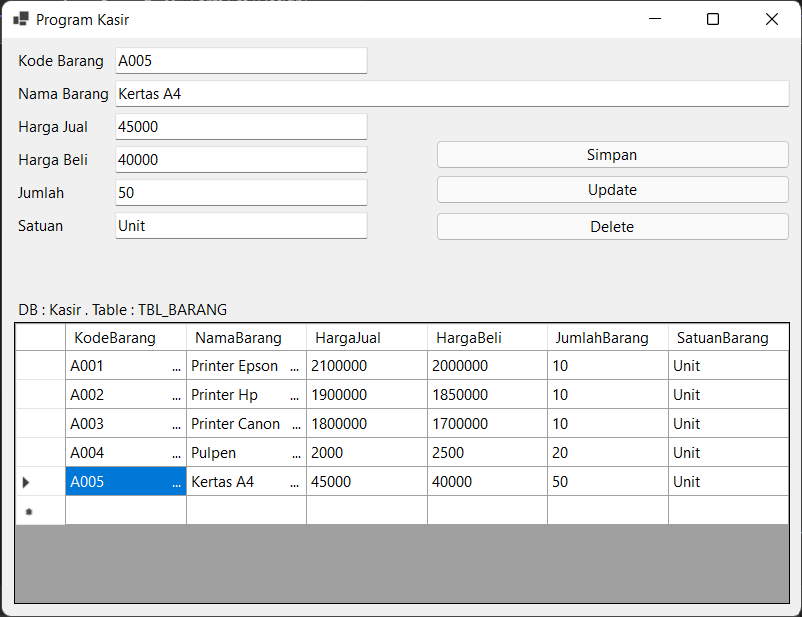 Program Kasir
Kode Barang A005
Nama Barang Kertas A4
Harga Jual 45000
Harga Beli 40000
Jumlah 50
Satuan Unit
Simpan
Update
Delete
DB : Kasir . Table : TBL_BARANG
KodeBarang NamaBarang HargaJual HargaBeli JumlahBarang SatuanBarang
A001 ... Printer Epson ... 2100000 2000000 10 Unit
A002 ... Printer Hp ... 1900000 1850000 10 Unit
A003 ... Printer Canon ... 1800000 1700000 10 Unit
A004 ... Pulpen ... 2000 2500 20 Unit
A005 ... Kertas A4 ... 45000 40000 50 Unit